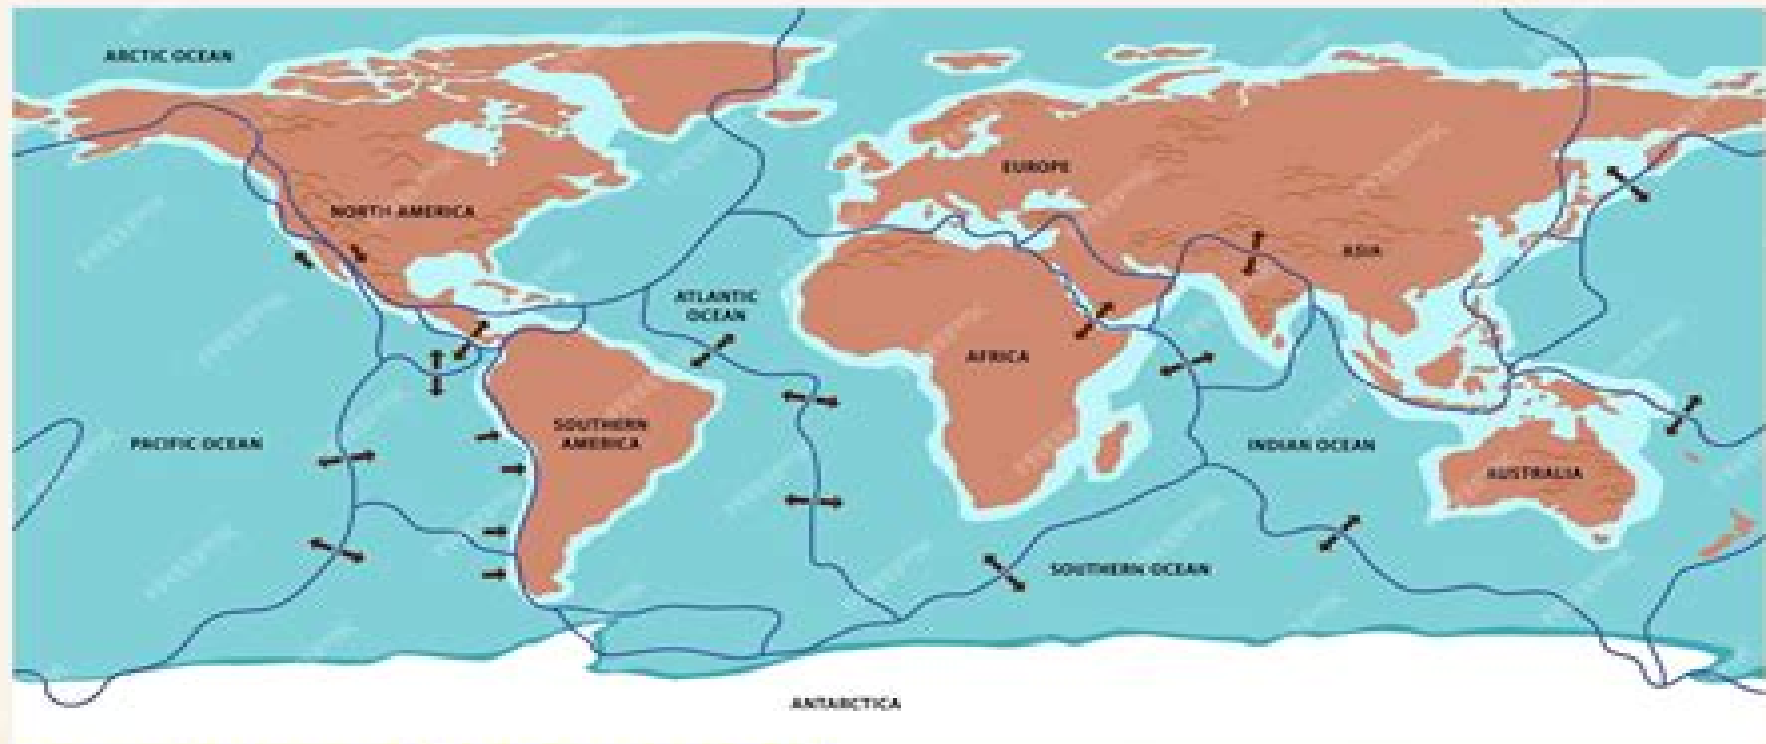 ARCTIC OCEAN
EUROPE
NORTH AMERICA
ASIA
ATLANTIC
OCEAN
AFRICA
SOUTHERN
AMERICA
PACIFIC OCEAN
INDIAN OCEAN
AUSTRALIA
SOUTHERN OCEAN
ANTARCTICA